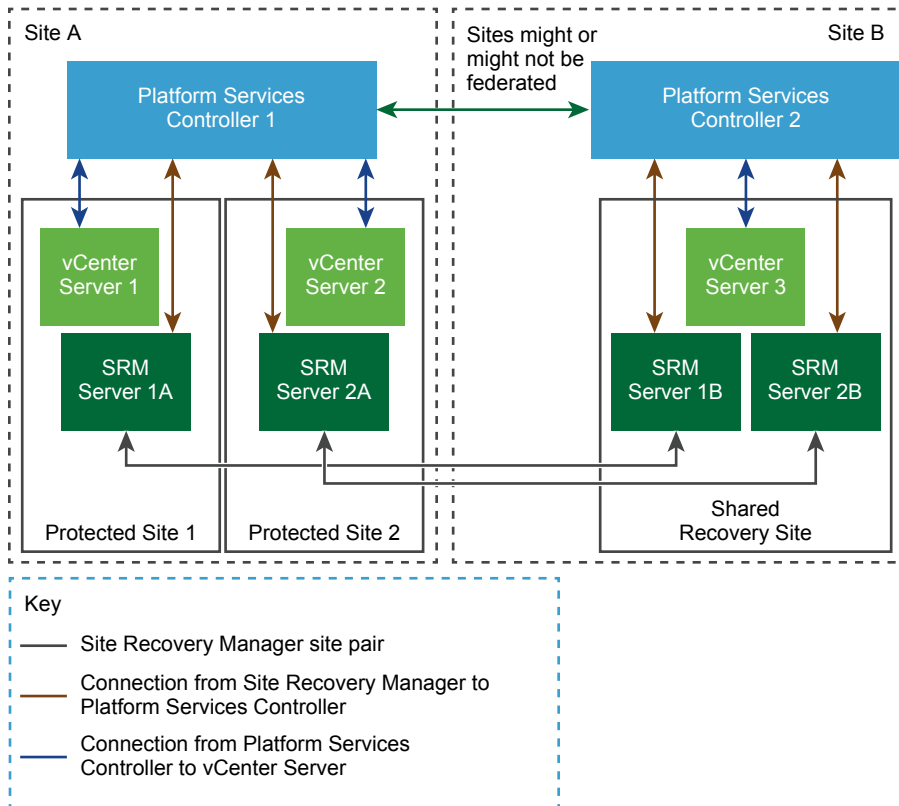 Site A
Sites might or
might not be
federated
Site B
Platform Services
Controller 1
Platform Services
Controller 2
vCenter
Server 1
vCenter
Server 2
vCenter
Server 3
SRM
Server 1A
SRM
Server 2A
SRM
Server 1B
SRM
Server 2B
Protected Site 1
Protected Site 2
Shared
Recovery Site
Key
Site Recovery Manager site pair
Connection from Site Recovery Manager to
Platform Services Controller
Connection from Platform Services
Controller to vCenter Server